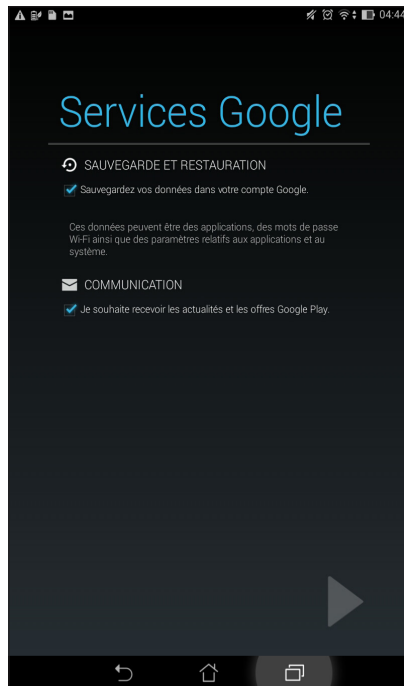 04:44
Services Google
SAUVEGARDE ET RESTAURATION
Sauvegardez vos données dans votre compte Google.
Ces données peuvent être des applications, des mots de passe
Wi-Fi ainsi que des paramètres relatifs aux applications et au
système.
COMMUNICATION
Je souhaite recevoir les actualités et les offres Google Play.